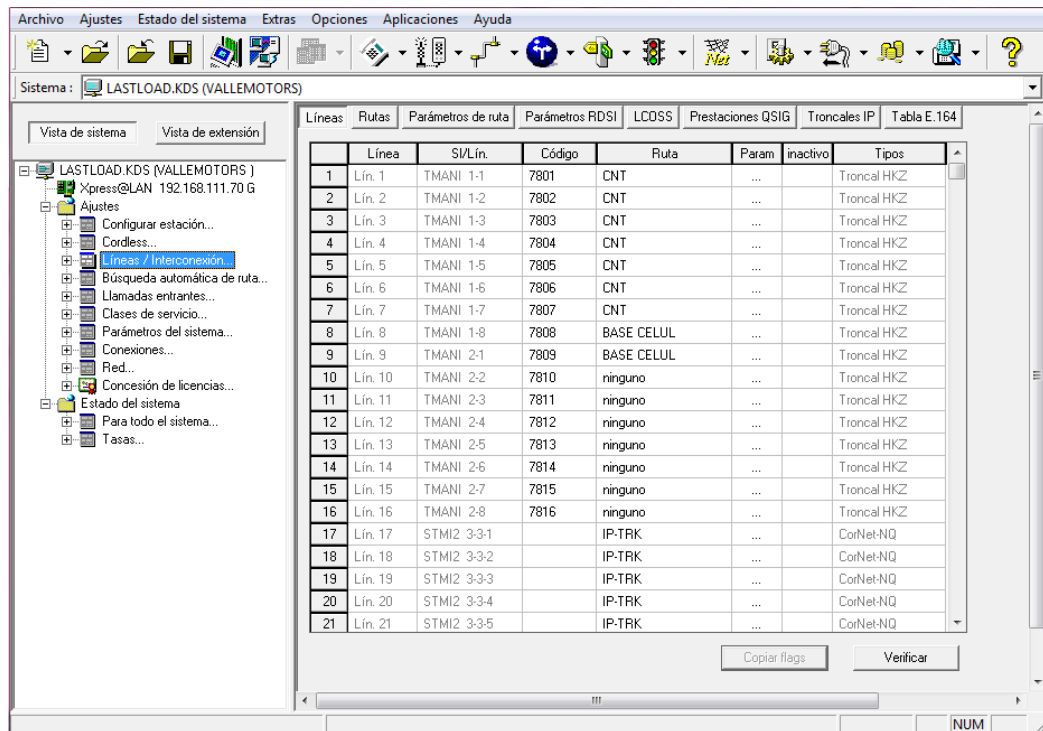 Archivo Ajustes Estado del sistema Extras Opciones Aplicaciones Ayuda
Net
Sistema : LASTLOAD.KDS (VALLEMOTORS)
Vista de sistema Vista de extensión
LASTLOAD.KDS (VALLEMOTORS )
Xpress@LAN 192.168.111.70 G
Ajustes
Configurar estación...
Cordless...
Líneas / Interconexión...
Búsqueda automática de ruta...
Llamadas entrantes...
Clases de servicio...
Parámetros del sistema...
Conexiones...
Red...
Concesión de licencias...
Estado del sistema
Para todo el sistema...
Tasas...
Líneas Rutas Parámetros de ruta Parámetros RDSI LCOSS Prestaciones QSIG Troncales IP Tabla E.164
Línea SI/Lín. Código Ruta Param inactivo Tipos
1 Lín. 1 TMANI 1-1 7801 CNT ... Troncal HKZ
2 Lín. 2 TMANI 1-2 7802 CNT ... Troncal HKZ
3 Lín. 3 TMANI 1-3 7803 CNT ... Troncal HKZ
4 Lín. 4 TMANI 1-4 7804 CNT ... Troncal HKZ
5 Lín. 5 TMANI 1-5 7805 CNT ... Troncal HKZ
6 Lín. 6 TMANI 1-6 7806 CNT ... Troncal HKZ
7 Lín. 7 TMANI 1-7 7807 CNT ... Troncal HKZ
8 Lín. 8 TMANI 1-8 7808 BASE CELUL ... Troncal HKZ
9 Lín. 9 TMANI 2-1 7809 BASE CELUL ... Troncal HKZ
10 Lín. 10 TMANI 2-2 7810 ninguno ... Troncal HKZ
11 Lín. 11 TMANI 2-3 7811 ninguno ... Troncal HKZ
12 Lín. 12 TMANI 2-4 7812 ninguno ... Troncal HKZ
13 Lín. 13 TMANI 2-5 7813 ninguno ... Troncal HKZ
14 Lín. 14 TMANI 2-6 7814 ninguno ... Troncal HKZ
15 Lín. 15 TMANI 2-7 7815 ninguno ... Troncal HKZ
16 Lín. 16 TMANI 2-8 7816 ninguno ... Troncal HKZ
17 Lín. 17 STMI2 3-3-1 IP-TRK ... CorNet-NQ
18 Lín. 18 STMI2 3-3-2 IP-TRK ... CorNet-NQ
19 Lín. 19 STMI2 3-3-3 IP-TRK ... CorNet-NQ
20 Lín. 20 STMI2 3-3-4 IP-TRK ... CorNet-NQ
21 Lín. 21 STMI2 3-3-5 IP-TRK ... CorNet-NQ
Copiar flags Verificar
NUM